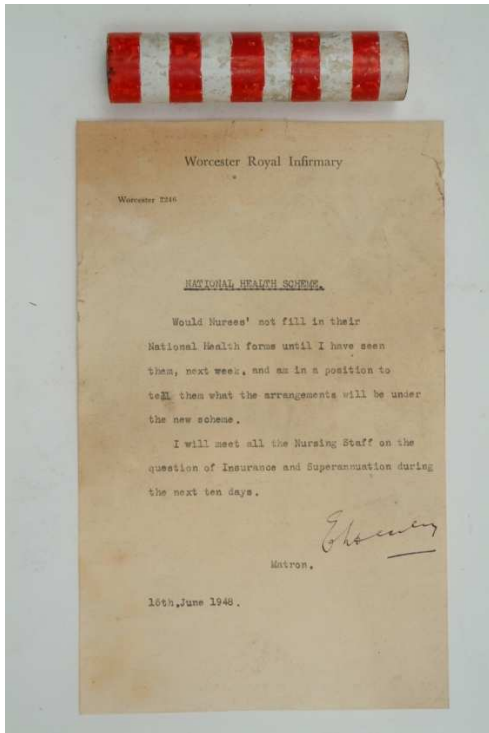 Worcester Royal Infirmary
Worcester 7246
NATIONAL HEALTH SCHEME.
Would Nurses' not fill in their
National Health forms until I have seen
them, next week, and am in a position to
tell them what the arrangements will be under
the new scheme.
I will meet all the Nursing Staff on the
question of Insurance and Superannuation during
the next ten days.
Matron.
16th,June 1948.